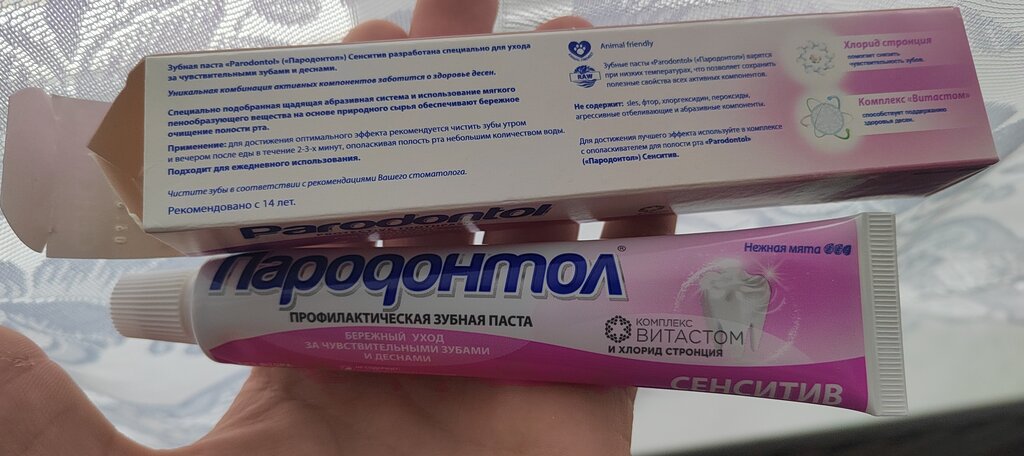 Зубная паста «Parodontol» («Пародонтол») Сенситив разработана специально для ухода
за чувствительными зубами и деснами.
Уникальная комбинация активных компонентов заботится о здоровье десен.
Специально подобранная щадящая абразивная система и использование мягкого
пенообразующего вещества на основе природного сырья обеспечивают бережное
очищение полости рта.
Применение: для достижения оптимального эффекта рекомендуется чистить зубы утром
и вечером после еды в течение 2-3-х минут, ополаскивая полость рта небольшим количеством воды.
Подходит для ежедневного использования.
Чистите зубы в соответствии с рекомендациями Вашего стоматолога.
Рекомендовано с 14 лет.
Animal friendly
RAW
Зубные пасты «Parodontol» («Пародонтол») варятся
при низких температурах, что позволяет сохранить
полезные свойства всех активных компонентов.
Не содержит: sles, фтор, хлоргексидин, пероксиды,
агрессивные отбеливающие и абразивные компоненты.
Для достижения лучшего эффекта используйте в комплексе
с ополаскивателем для полости рта «Parodontol»
(«Пародонтол») Сенситив.
Хлорид стронция
помогает снизить
чувствительность зубов.
Комплекс «Витастом»
способствует поддержанию
здоровья десен.
Parodontol
Пародонтол®
ПРОФИЛАКТИЧЕСКАЯ ЗУБНАЯ ПАСТА
БЕРЕЖНЫЙ УХОД
ЗА ЧУВСТВИТЕЛЬНЫМИ ЗУБАМИ
И ДЕСНАМИ
Нежная мята
КОМПЛЕКС
ВИТАСТОМ
И ХЛОРИД СТРОНЦИЯ
СЕНСИТИВ